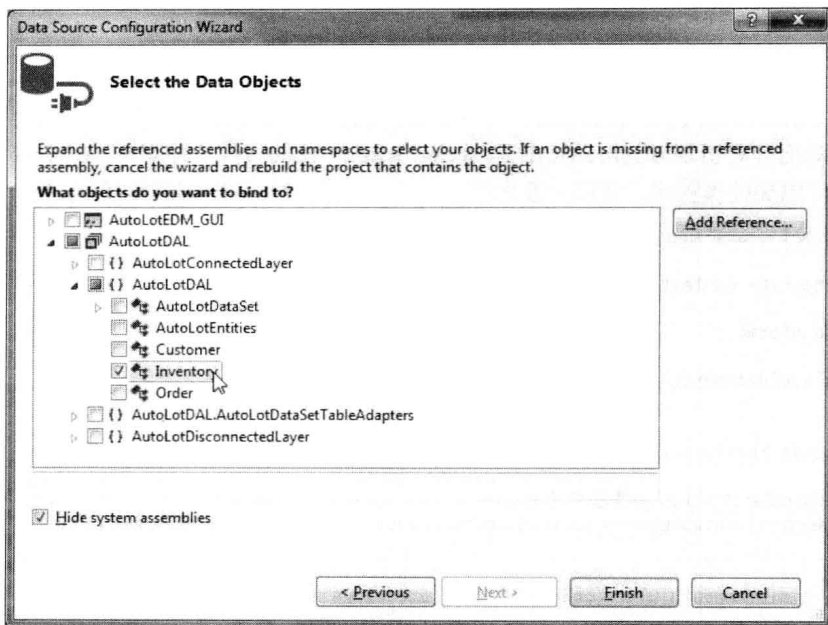 Data Source Configuration Wizard
Select the Data Objects
Expand the referenced assemblies and namespaces to select your objects. If an object is missing from a referenced
assembly, cancel the wizard and rebuild the project that contains the object.
What objects do you want to bind to?
AutoLotEDM_GUI
AutoLotDAL
{ } AutoLotConnectedLayer
{ } AutoLotDAL
AutoLotDataSet
AutoLotEntities
Customer
Inventory
Order
{ } AutoLotDAL.AutoLotDataSetTableAdapters
{ } AutoLotDisconnectedLayer
Add Reference...
Hide system assemblies
< Previous
Next >
Finish
Cancel